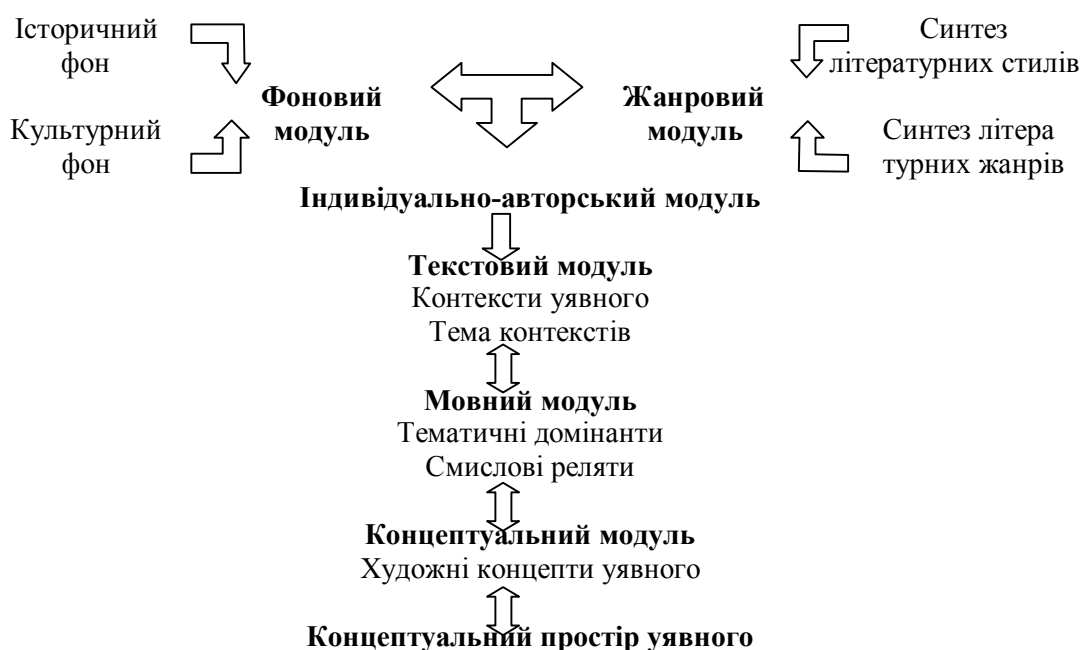 Історичний
фон
Синтез
літературних стилів
Фоновий
модуль
Жанровий
модуль
Культурний
фон
Синтез літера
турних жанрів
Індивідуально-авторський модуль
Текстовий модуль
Контексти уявного
Тема контекстів
Мовний модуль
Тематичні домінанти
Смислові реляти
Концептуальний модуль
Художні концепти уявного
Концептуальний простір уявного